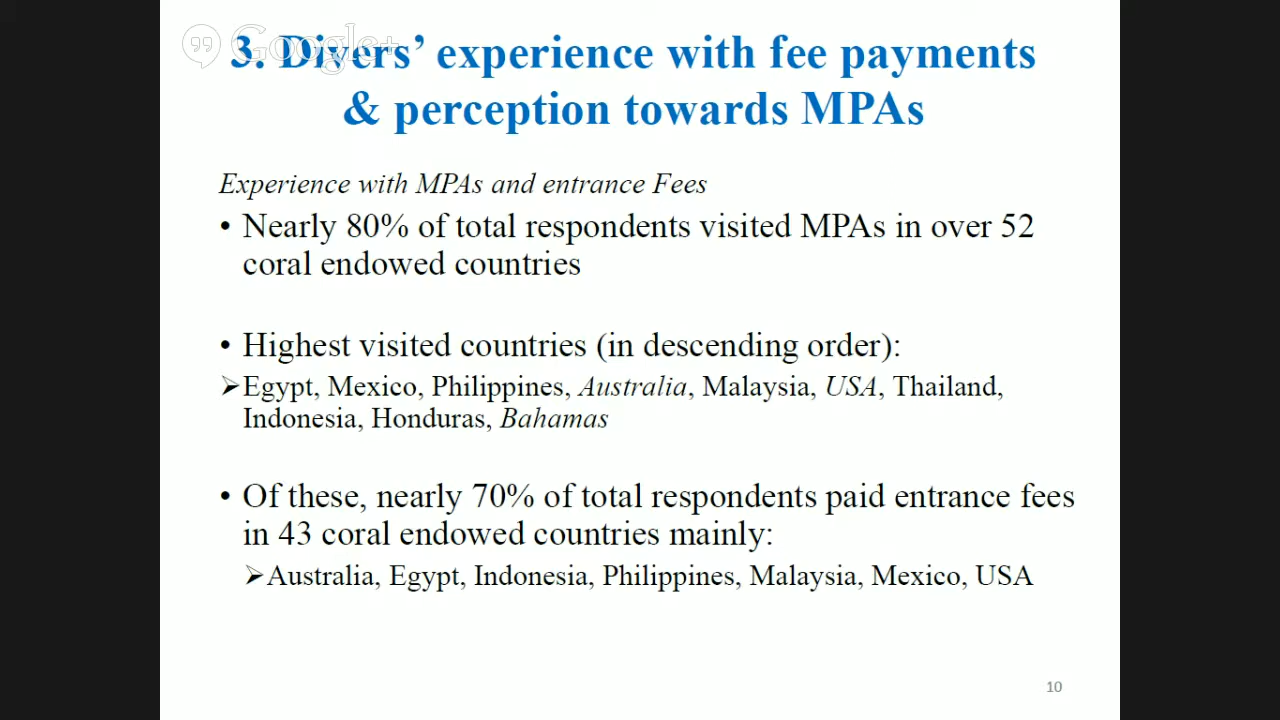 Google+
3. Divers’ experience with fee payments
& perception towards MPAs
Experience with MPAs and entrance Fees
• Nearly 80% of total respondents visited MPAs in over 52
coral endowed countries
• Highest visited countries (in descending order):
➢Egypt, Mexico, Philippines, Australia, Malaysia, USA, Thailand,
Indonesia, Honduras, Bahamas
• Of these, nearly 70% of total respondents paid entrance fees
in 43 coral endowed countries mainly:
➢Australia, Egypt, Indonesia, Philippines, Malaysia, Mexico, USA
10